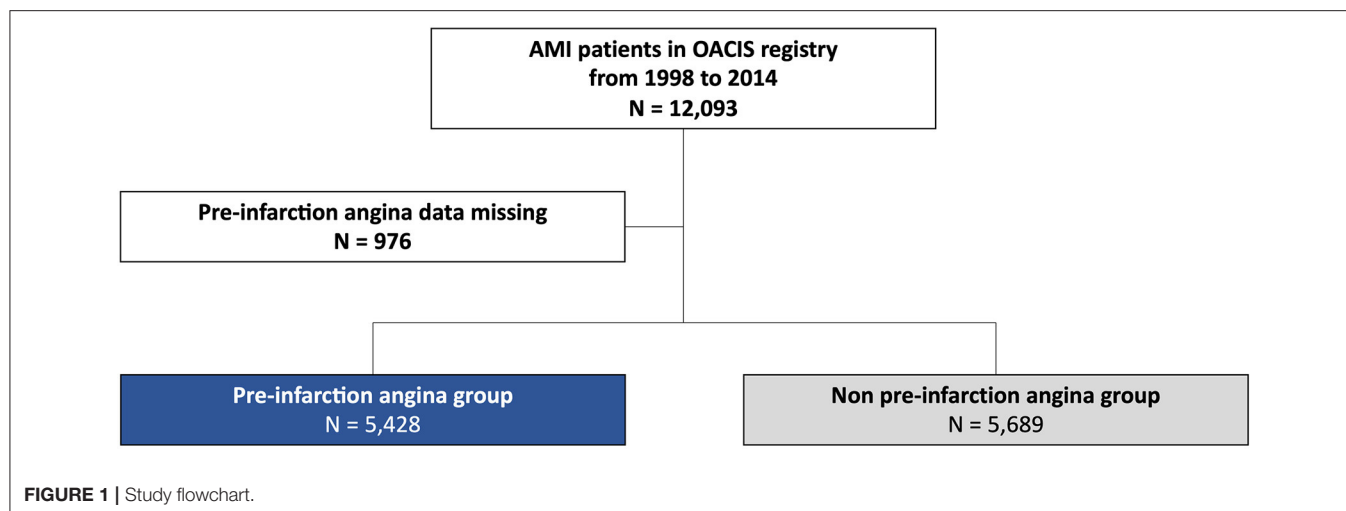 AMI patients in OACIS registry
from 1998 to 2014
N = 12,093
Pre-infarction angina data missing
N = 976
Pre-infarction angina group
N = 5,428
Non pre-infarction angina group
N = 5,689
FIGURE 1 | Study flowchart.